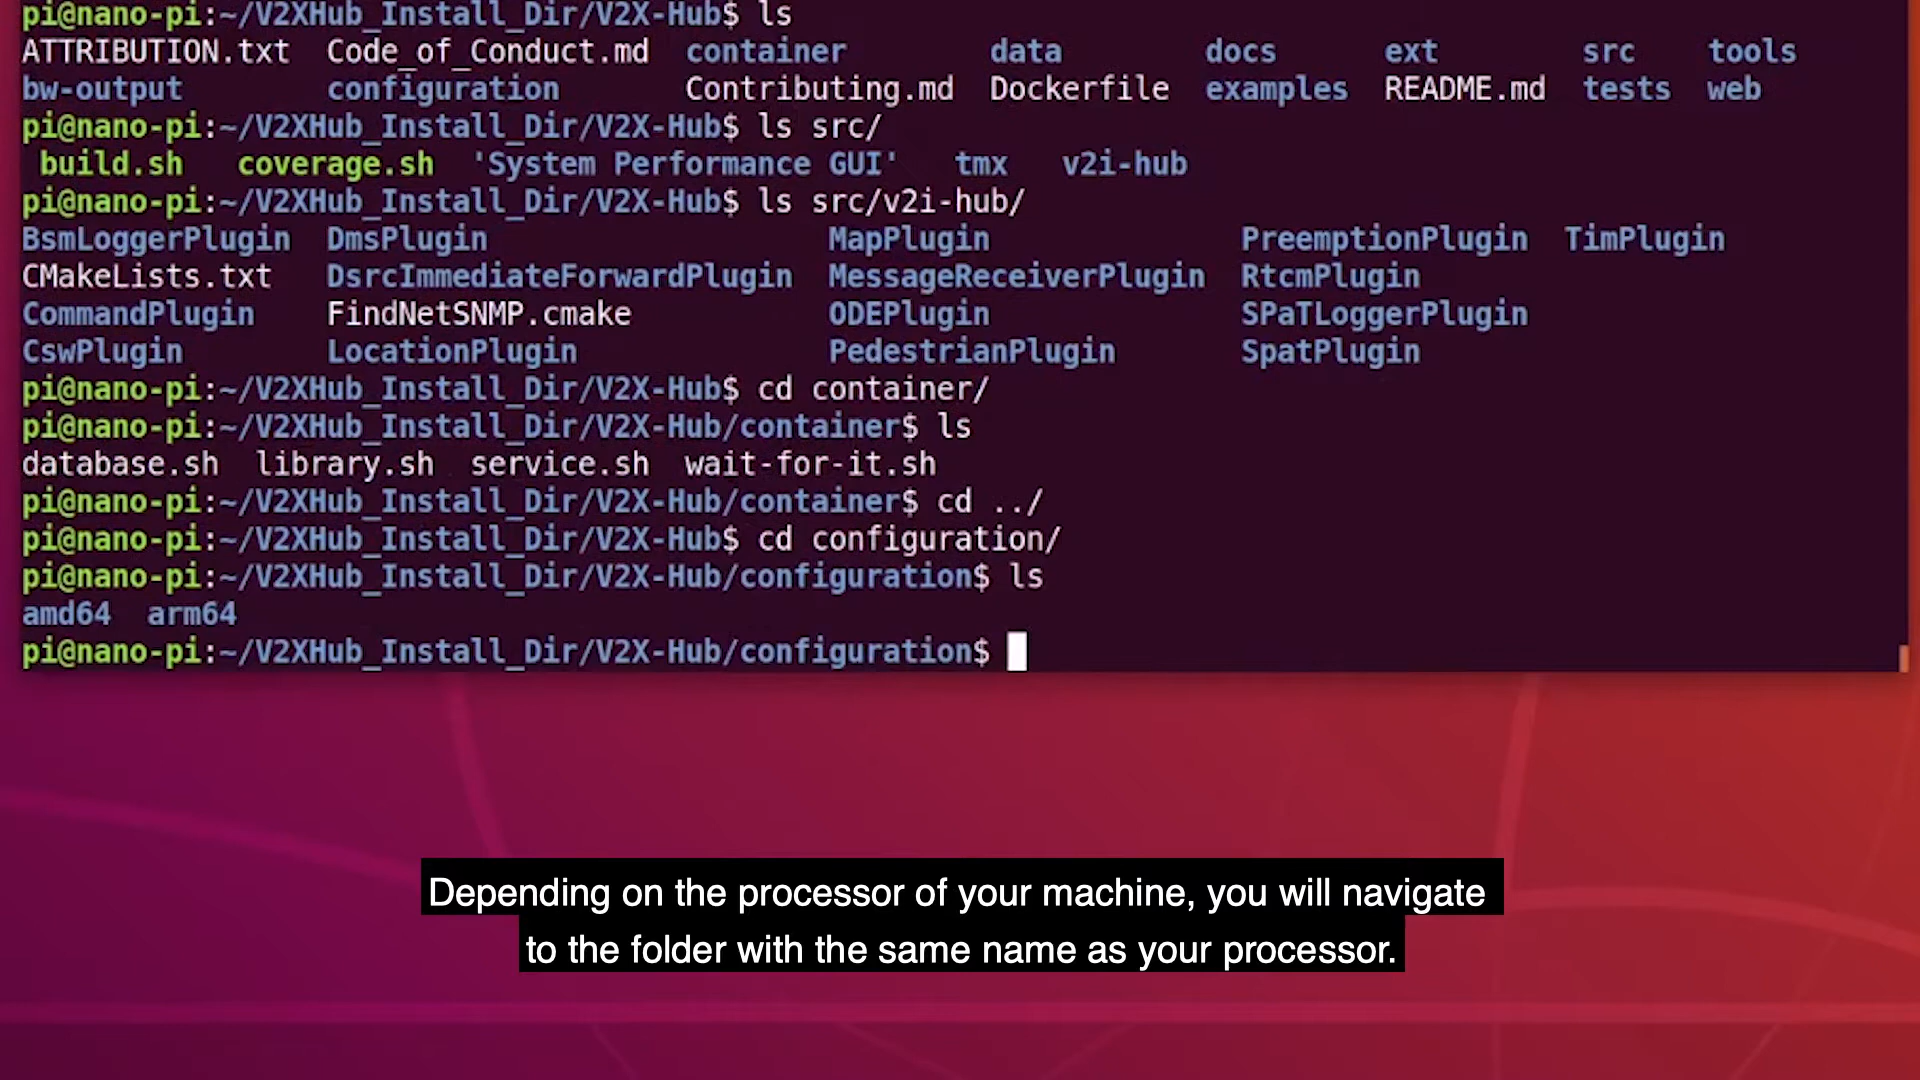 pi@nano-pi:~/V2XHub_Install_Dir/V2X-Hub$ ls
ATTRIBUTION.txt  Code_of_Conduct.md  container       data        docs      ext        src    tools
bw-output        configuration       Contributing.md  Dockerfile  examples  README.md  tests  web
pi@nano-pi:~/V2XHub_Install_Dir/V2X-Hub$ ls src/
build.sh   coverage.sh  'System Performance GUI'   tmx   v2i-hub
pi@nano-pi:~/V2XHub_Install_Dir/V2X-Hub$ ls src/v2i-hub/
BsmLoggerPlugin  DmsPlugin                   MapPlugin              PreemptionPlugin  TimPlugin
CMakeLists.txt   DsrcImmediateForwardPlugin  MessageReceiverPlugin  RtcmPlugin
CommandPlugin    FindNetSNMP.cmake           ODEPlugin              SPaTLoggerPlugin
CswPlugin        LocationPlugin              PedestrianPlugin       SpatPlugin
pi@nano-pi:~/V2XHub_Install_Dir/V2X-Hub$ cd container/
pi@nano-pi:~/V2XHub_Install_Dir/V2X-Hub/container$ ls
database.sh  library.sh  service.sh  wait-for-it.sh
pi@nano-pi:~/V2XHub_Install_Dir/V2X-Hub/container$ cd ../
pi@nano-pi:~/V2XHub_Install_Dir/V2X-Hub$ cd configuration/
pi@nano-pi:~/V2XHub_Install_Dir/V2X-Hub/configuration$ ls
amd64  arm64
pi@nano-pi:~/V2XHub_Install_Dir/V2X-Hub/configuration$
Depending on the processor of your machine, you will navigate
to the folder with the same name as your processor.